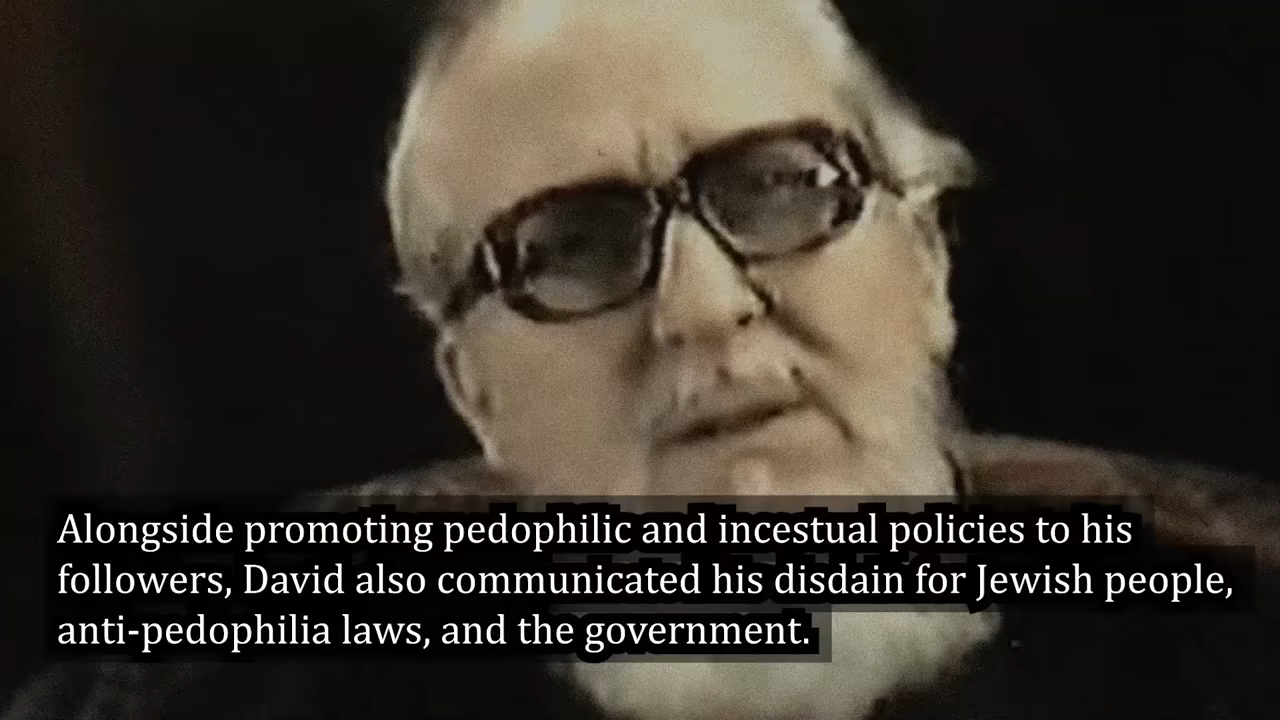 Alongside promoting pedophilic and incestual policies to his
followers, David also communicated his disdain for Jewish people,
anti-pedophilia laws, and the government.